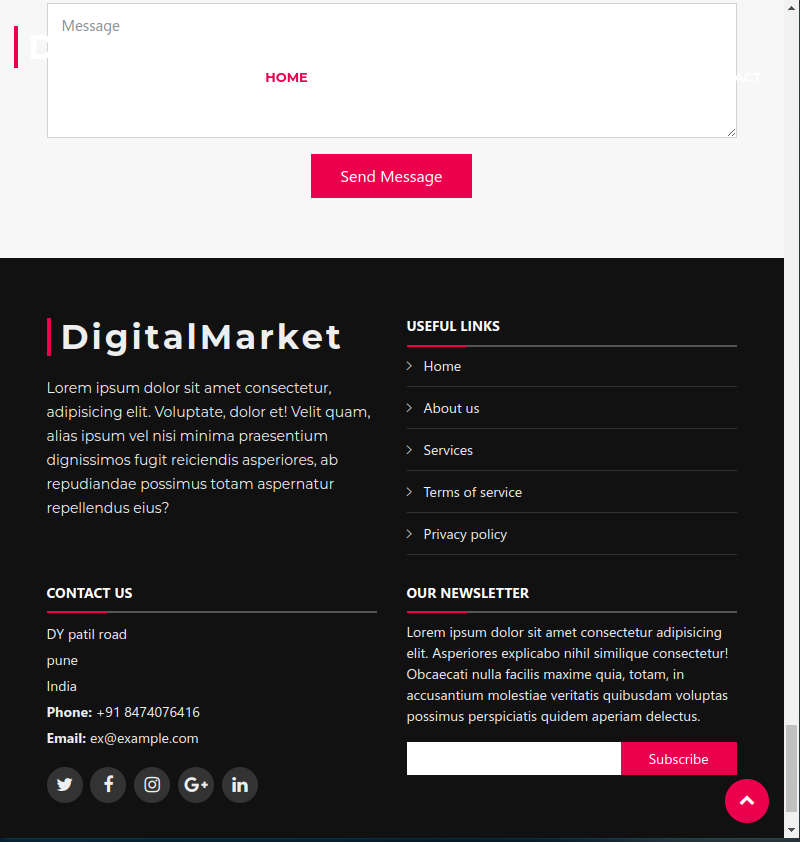 Message
D
HOME
ACT
Send Message
DigitalMarket
Lorem ipsum dolor sit amet consectetur,
adipisicing elit. Voluptate, dolor et! Velit quam,
alias ipsum vel nisi minima praesentium
dignissimos fugit reiciendis asperiores, ab
repudiandae possimus totam aspernatur
repellendus eius?
USEFUL LINKS
Home
About us
Services
Terms of service
Privacy policy
CONTACT US
DY patil road
pune
India
Phone: +91 8474076416
Email: ex@example.com
OUR NEWSLETTER
Lorem ipsum dolor sit amet consectetur adipisicing
elit. Asperiores explicabo nihil similique consectetur!
Obcaecati nulla facilis maxime quia, totam, in
accusantium molestiae veritatis quibusdam voluptas
possimus perspiciatis quidem aperiam delectus.
Subscribe